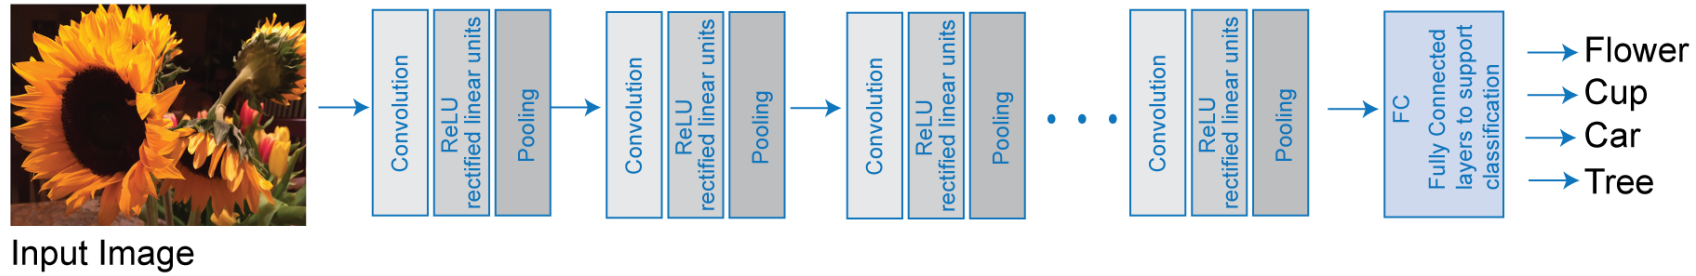 Input Image
Convolution
ReLU
rectified linear units
Pooling
Convolution
ReLU
rectified linear units
Pooling
Convolution
ReLU
rectified linear units
Pooling
Convolution
ReLU
rectified linear units
Pooling
FC
Fully Connected
layers to support
classification
Flower
Cup
Car
Tree